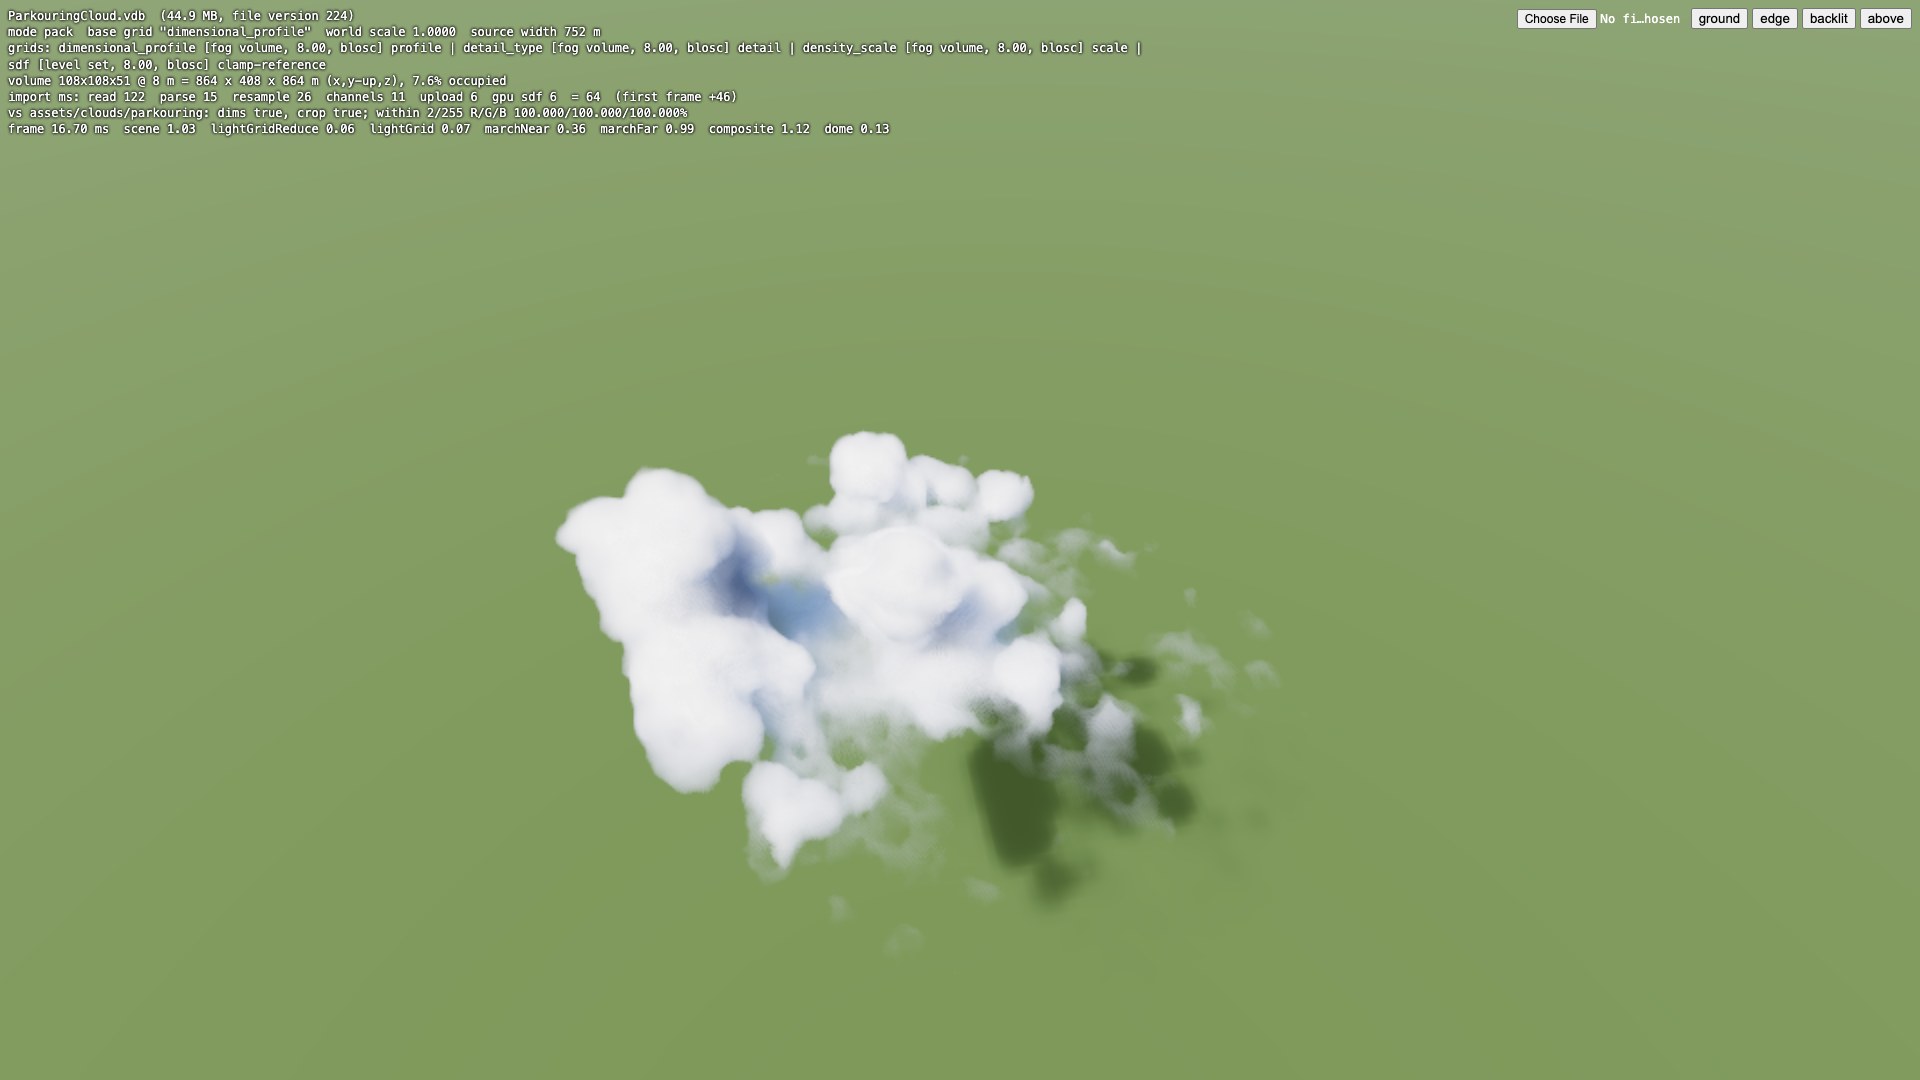 ParkouringCloud.vdb  (44.9 MB, file version 224)
mode pack  base grid "dimensional_profile"  world scale 1.0000  source width 752 m
grids: dimensional_profile [fog volume, 8.00, blosc] profile | detail_type [fog volume, 8.00, blosc] detail | density_scale [fog volume, 8.00, blosc] scale |
sdf [level set, 8.00, blosc] clamp-reference
volume 108x108x51 @ 8 m = 864 x 408 x 864 m (x,y-up,z), 7.6% occupied
import ms: read 122  parse 15  resample 26  channels 11  upload 6  gpu sdf 6  = 64  (first frame +46)
vs assets/clouds/parkouring: dims true, crop true; within 2/255 R/G/B 100.000/100.000/100.000%
frame 16.70 ms  scene 1.03  lightGridReduce 0.06  lightGrid 0.07  marchNear 0.36  marchFar 0.99  composite 1.12  dome 0.13
Choose File No fi…hosen ground edge backlit above